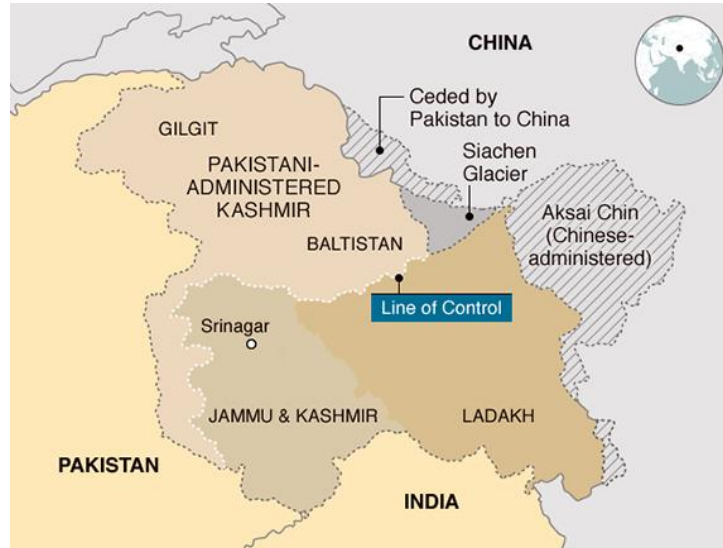 CHINA
Ceded by
Pakistan to China
GILGIT
Siachen
Glacier
PAKISTANI-
ADMINISTERED
KASHMIR
Aksai Chin
(Chinese-
administered)
BALTISTAN
Line of Control
Srinagar
JAMMU & KASHMIR
LADAKH
PAKISTAN
INDIA